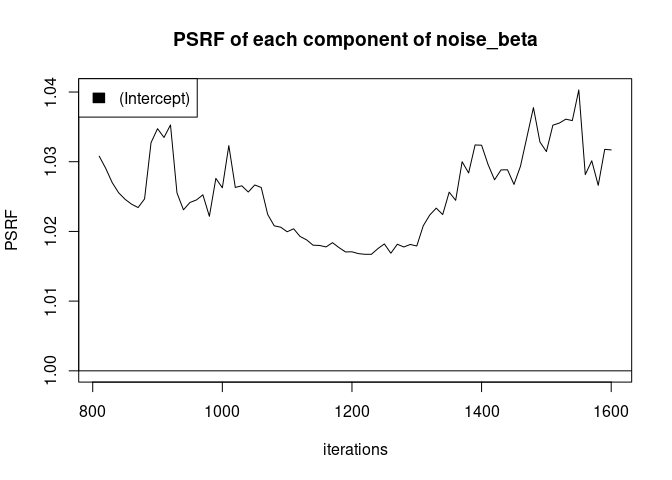 PSRF of each component of noise_beta
(Intercept)
PSRF
1.04
1.03
1.02
1.01
1.00
800 1000 1200 1400 1600
iterations